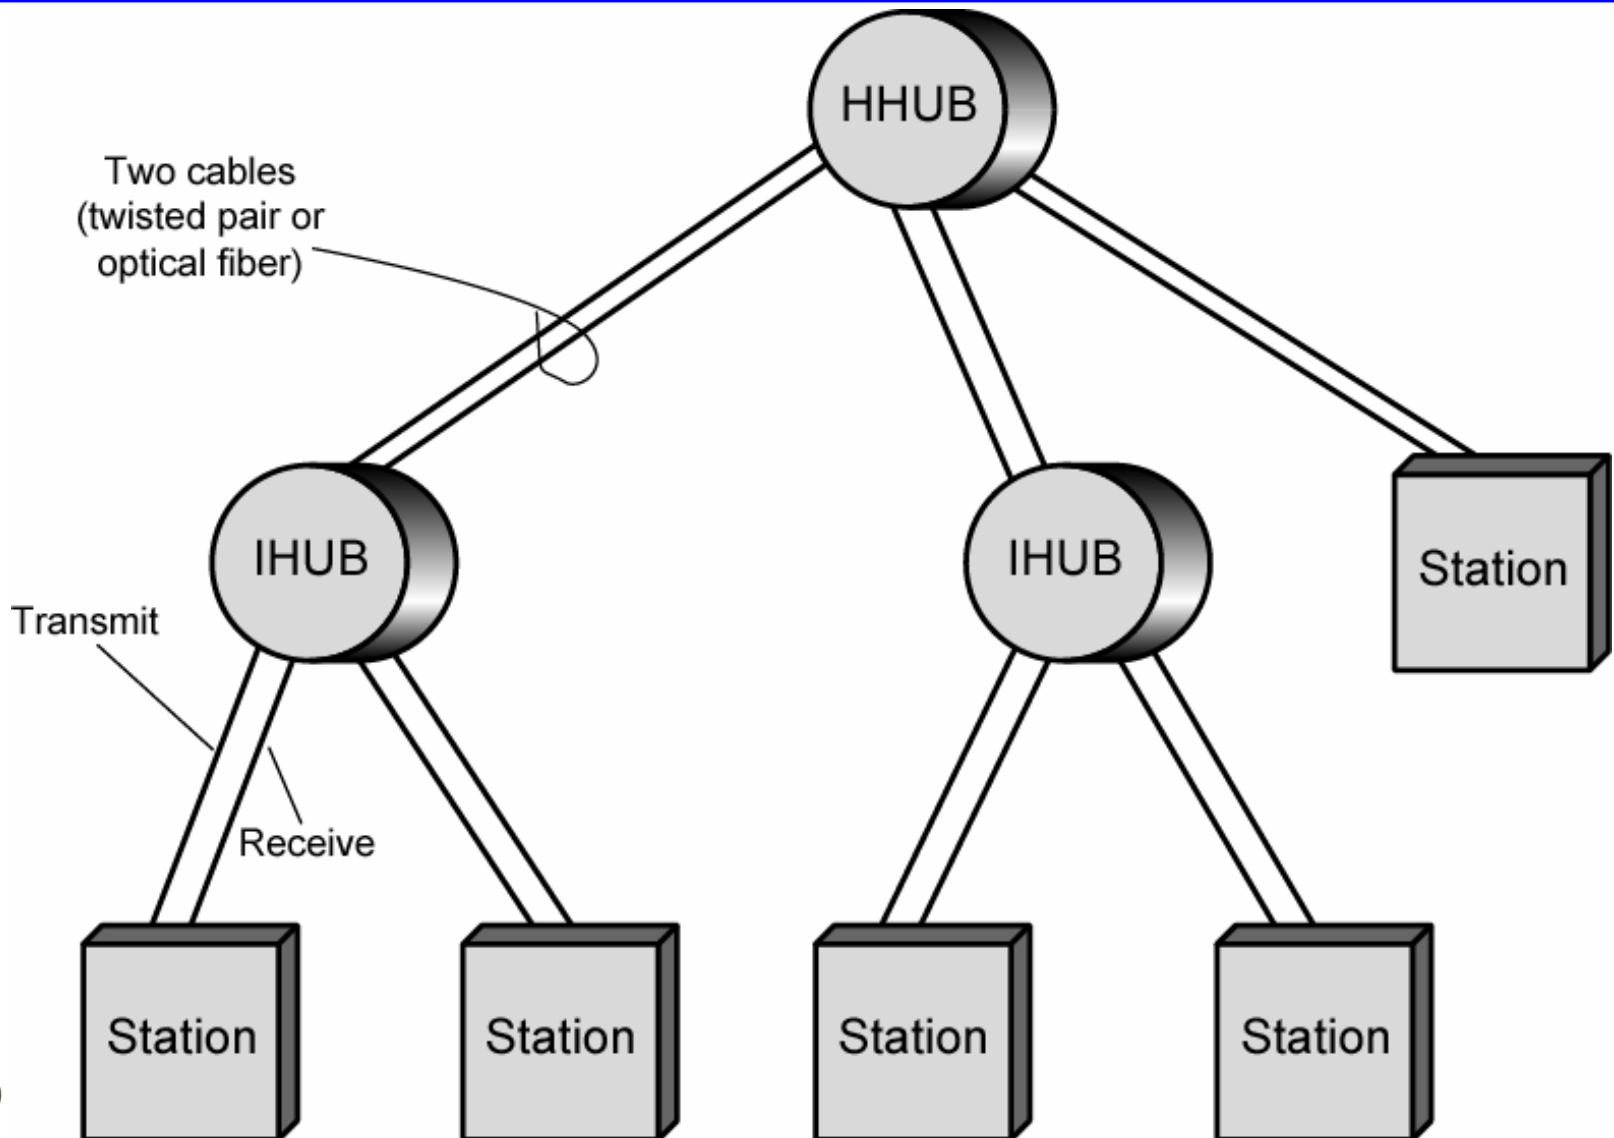 HHUB
Two cables
(twisted pair or
optical fiber)
IHUB
IHUB
Station
Transmit
Receive
Station
Station
Station
Station
)